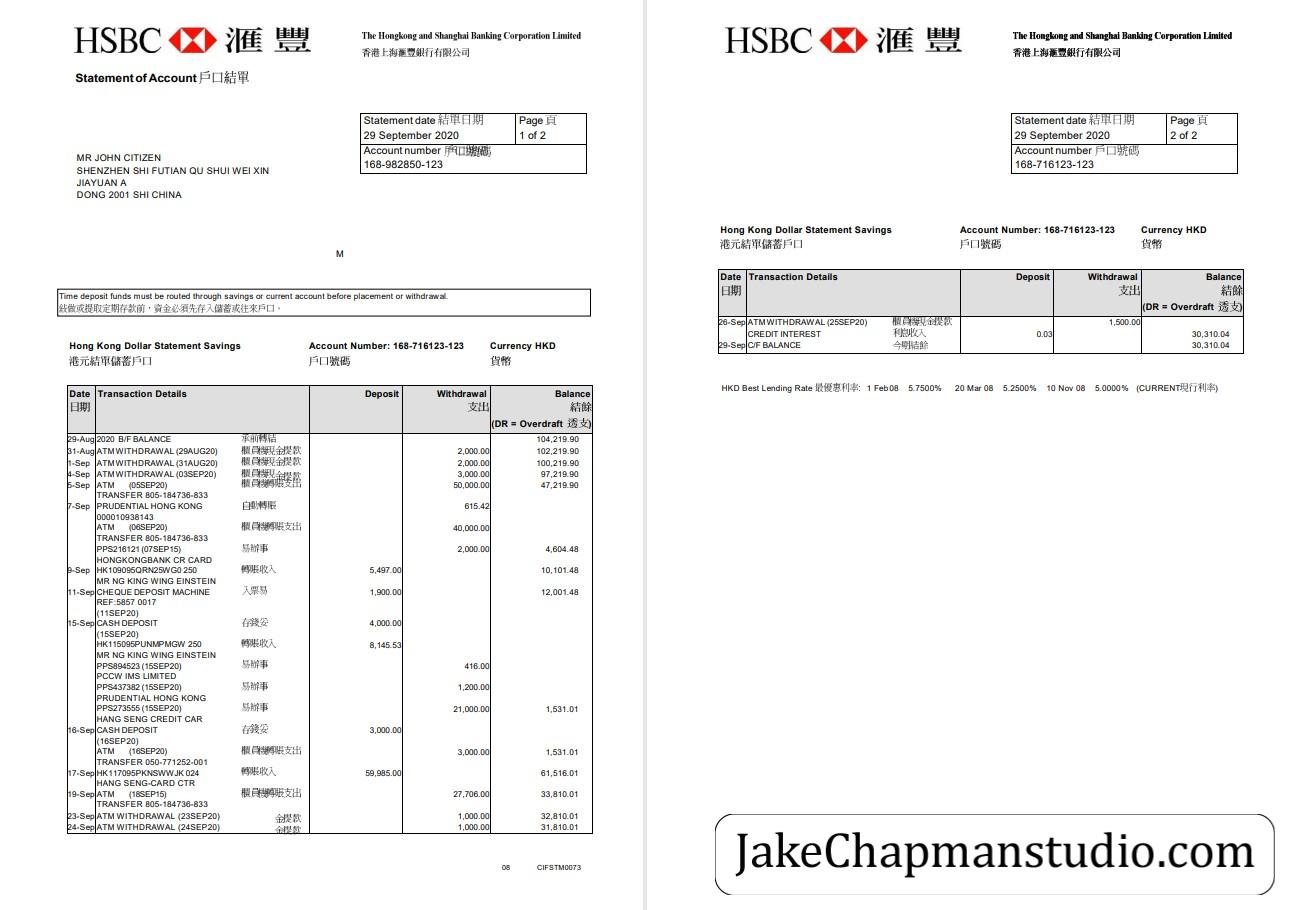 HSBC 滙 豐
The Hongkong and Shanghai Banking Corporation Limited
香港上海滙豐銀行有限公司
Statement of Account 戶口結單
Statement date 結單日期 Page 頁
29 September 2020 1 of 2
Account number 戶口號碼
168-982850-123
MR JOHN CITIZEN
SHENZHEN SHI FUTIAN QU SHUI WEI XIN
JIAYUAN A
DONG 2001 SHI CHINA
M
Time deposit funds must be routed through savings or current account before placement or withdrawal.
敍做或提取定期存款前，資金必須先存入儲蓄或往來戶口。
Hong Kong Dollar Statement Savings Account Number: 168-716123-123 Currency HKD
港元結單儲蓄戶口 戶口號碼 貨幣
Date Transaction Details Deposit Withdrawal Balance
日期 支出 結餘
(DR = Overdraft 透支)
29-Aug 2020 B/F BALANCE 承前轉結 104,219.90
31-Aug ATM WITHDRAWAL (29AUG20) 櫃員機現金提款 2,000.00 102,219.90
1-Sep ATM WITHDRAWAL (31AUG20) 櫃員機現金提款 2,000.00 100,219.90
4-Sep ATM WITHDRAWAL (03SEP20) 櫃員機現金提款 3,000.00 97,219.90
5-Sep ATM (05SEP20) 櫃員機轉賬支出 50,000.00 47,219.90
TRANSFER 805-184736-833
7-Sep PRUDENTIAL HONG KONG 自動轉賬 615.42
000010938143
ATM (06SEP20) 櫃員機轉賬支出 40,000.00
TRANSFER 805-184736-833
PPS216121 (07SEP15) 易辦事 2,000.00 4,604.48
HONGKONGBANK CR CARD
9-Sep HK109095QRN25WG0 250 轉賬收入 5,497.00 10,101.48
MR NG KING WING EINSTEIN
11-Sep CHEQUE DEPOSIT MACHINE 入票易 1,900.00 12,001.48
REF:5857 0017
(11SEP20)
15-Sep CASH DEPOSIT 存錢妥 4,000.00
(15SEP20)
HK115095PUNMPMGW 250 轉賬收入 8,145.53
MR NG KING WING EINSTEIN
PPS894523 (15SEP20) 易辦事 416.00
PCCW IMS LIMITED
PPS437382 (15SEP20) 易辦事 1,200.00
PRUDENTIAL HONG KONG
PPS273555 (15SEP20) 易辦事 21,000.00 1,531.01
HANG SENG CREDIT CAR
16-Sep CASH DEPOSIT 存錢妥 3,000.00
(16SEP20)
ATM (16SEP20) 櫃員機轉賬支出 3,000.00 1,531.01
TRANSFER 050-771252-001
17-Sep HK117095PKNSWWJK 024 轉賬收入 59,985.00 61,516.01
HANG SENG-CARD CTR
19-Sep ATM (18SEP15) 櫃員機轉賬支出 27,706.00 33,810.01
TRANSFER 805-184736-833
23-Sep ATM WITHDRAWAL (23SEP20) 金提款 1,000.00 32,810.01
24-Sep ATM WITHDRAWAL (24SEP20) 金提款 1,000.00 31,810.01
08 CIFSTM0073
HSBC 滙 豐
The Hongkong and Shanghai Banking Corporation Limited
香港上海滙豐銀行有限公司
Statement date 結單日期 Page 頁
29 September 2020 2 of 2
Account number 戶口號碼
168-716123-123
Hong Kong Dollar Statement Savings Account Number: 168-716123-123 Currency HKD
港元結單儲蓄戶口 戶口號碼 貨幣
Date Transaction Details Deposit Withdrawal Balance
日期 支出 結餘
(DR = Overdraft 透支)
26-Sep ATM WITHDRAWAL (25SEP20) 櫃員機現金提款 1,500.00
CREDIT INTEREST 利息收入 0.03 30,310.04
29-Sep C/F BALANCE 今期結餘 30,310.04
HKD Best Lending Rate 最優惠利率: 1 Feb 08 5.7500% 20 Mar 08 5.2500% 10 Nov 08 5.0000% (CURRENT現行利率)
JakeChapmanstudio.com